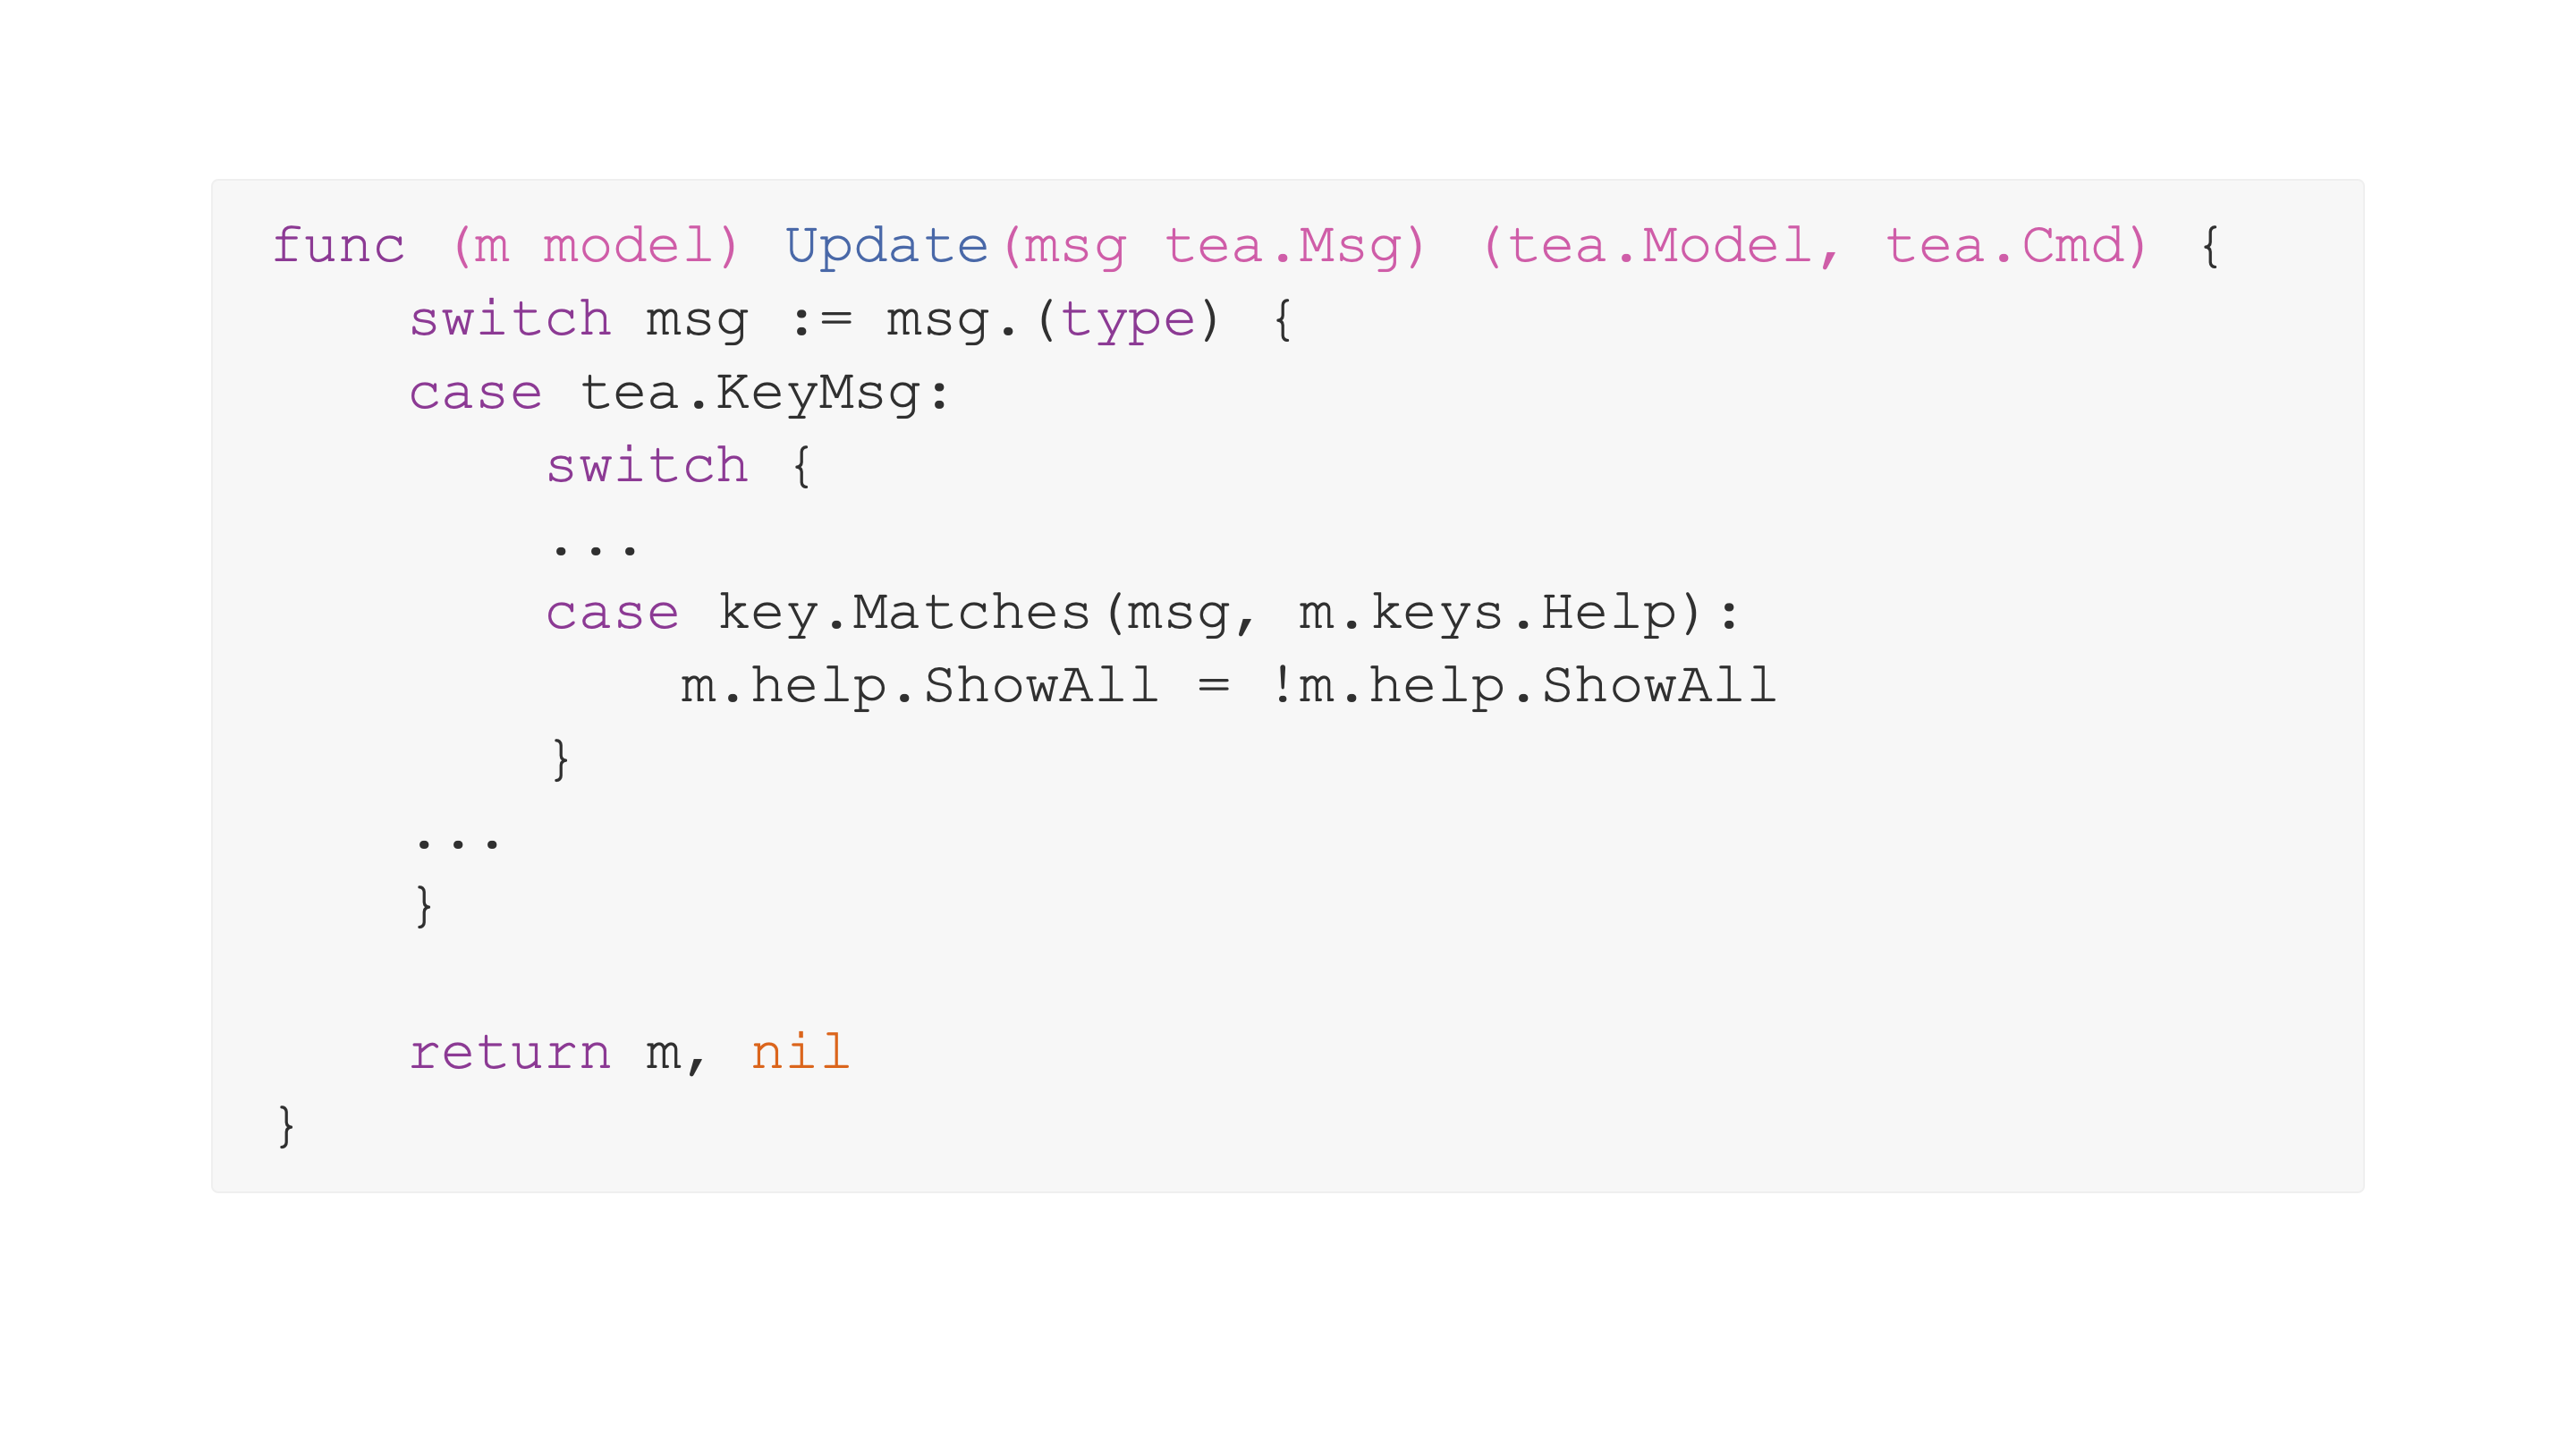 func (m model) Update(msg tea.Msg) (tea.Model, tea.Cmd) {
    switch msg := msg.(type) {
    case tea.KeyMsg:
        switch {
        ...
        case key.Matches(msg, m.keys.Help):
            m.help.ShowAll = !m.help.ShowAll
        }
    ...
    }

    return m, nil
}